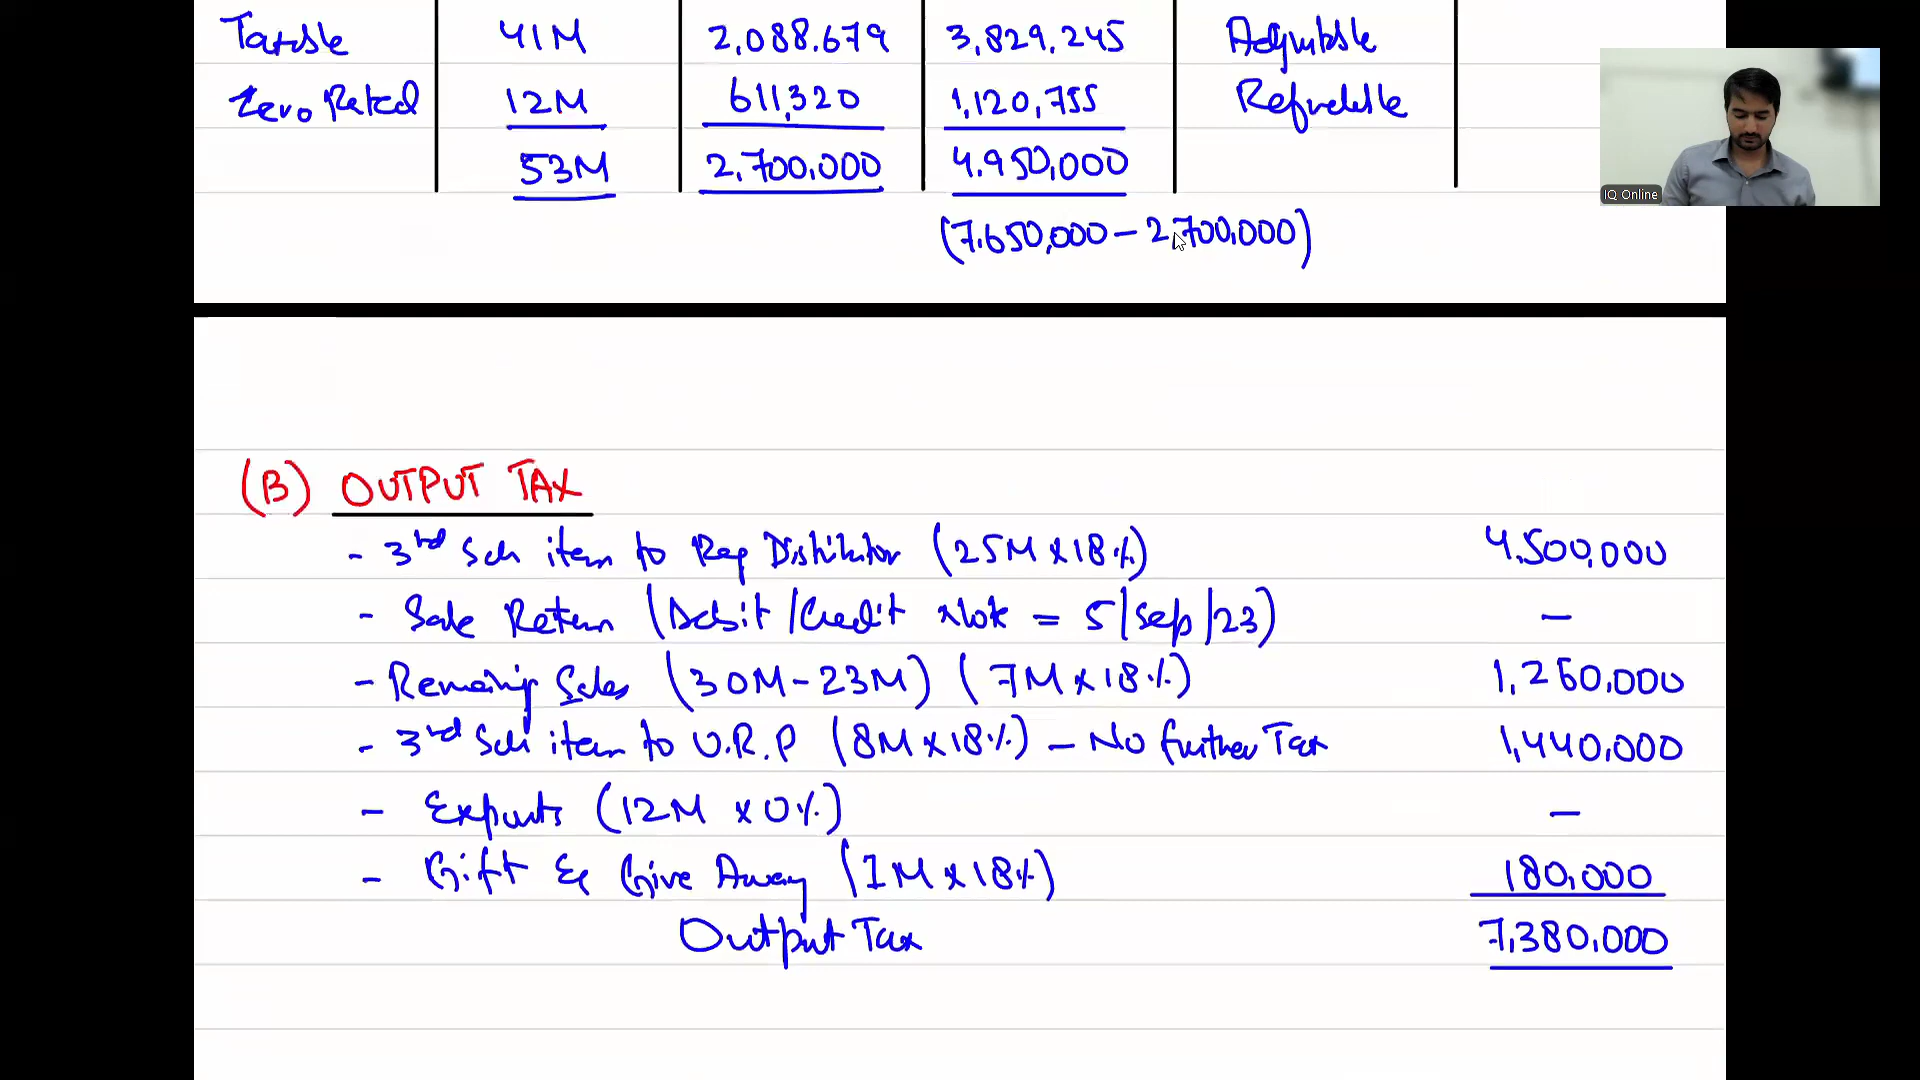 Taxable 41M 2,088,679 3,829,245 Adjustable
Zero Rated 12M 611,320 1,120,755 Refundable
53M 2,700,000 4,950,000
(7,650,000 - 2,700,000)
IQ Online
(B) OUTPUT TAX
- 3rd Sch item to Reg Distributor (25M x 18%) 4,500,000
- Sale Return (Debit/Credit Note = 5/Sep/23) -
- Remaing Sales (30M - 23M) (7M x 18%) 1,260,000
- 3rd Sch item to U.R.P (8M x 18%) - No further Tax 1,440,000
- Exports (12M x 0%) -
- Gift & Give Away (1M x 18%) 180,000
Output Tax 7,380,000